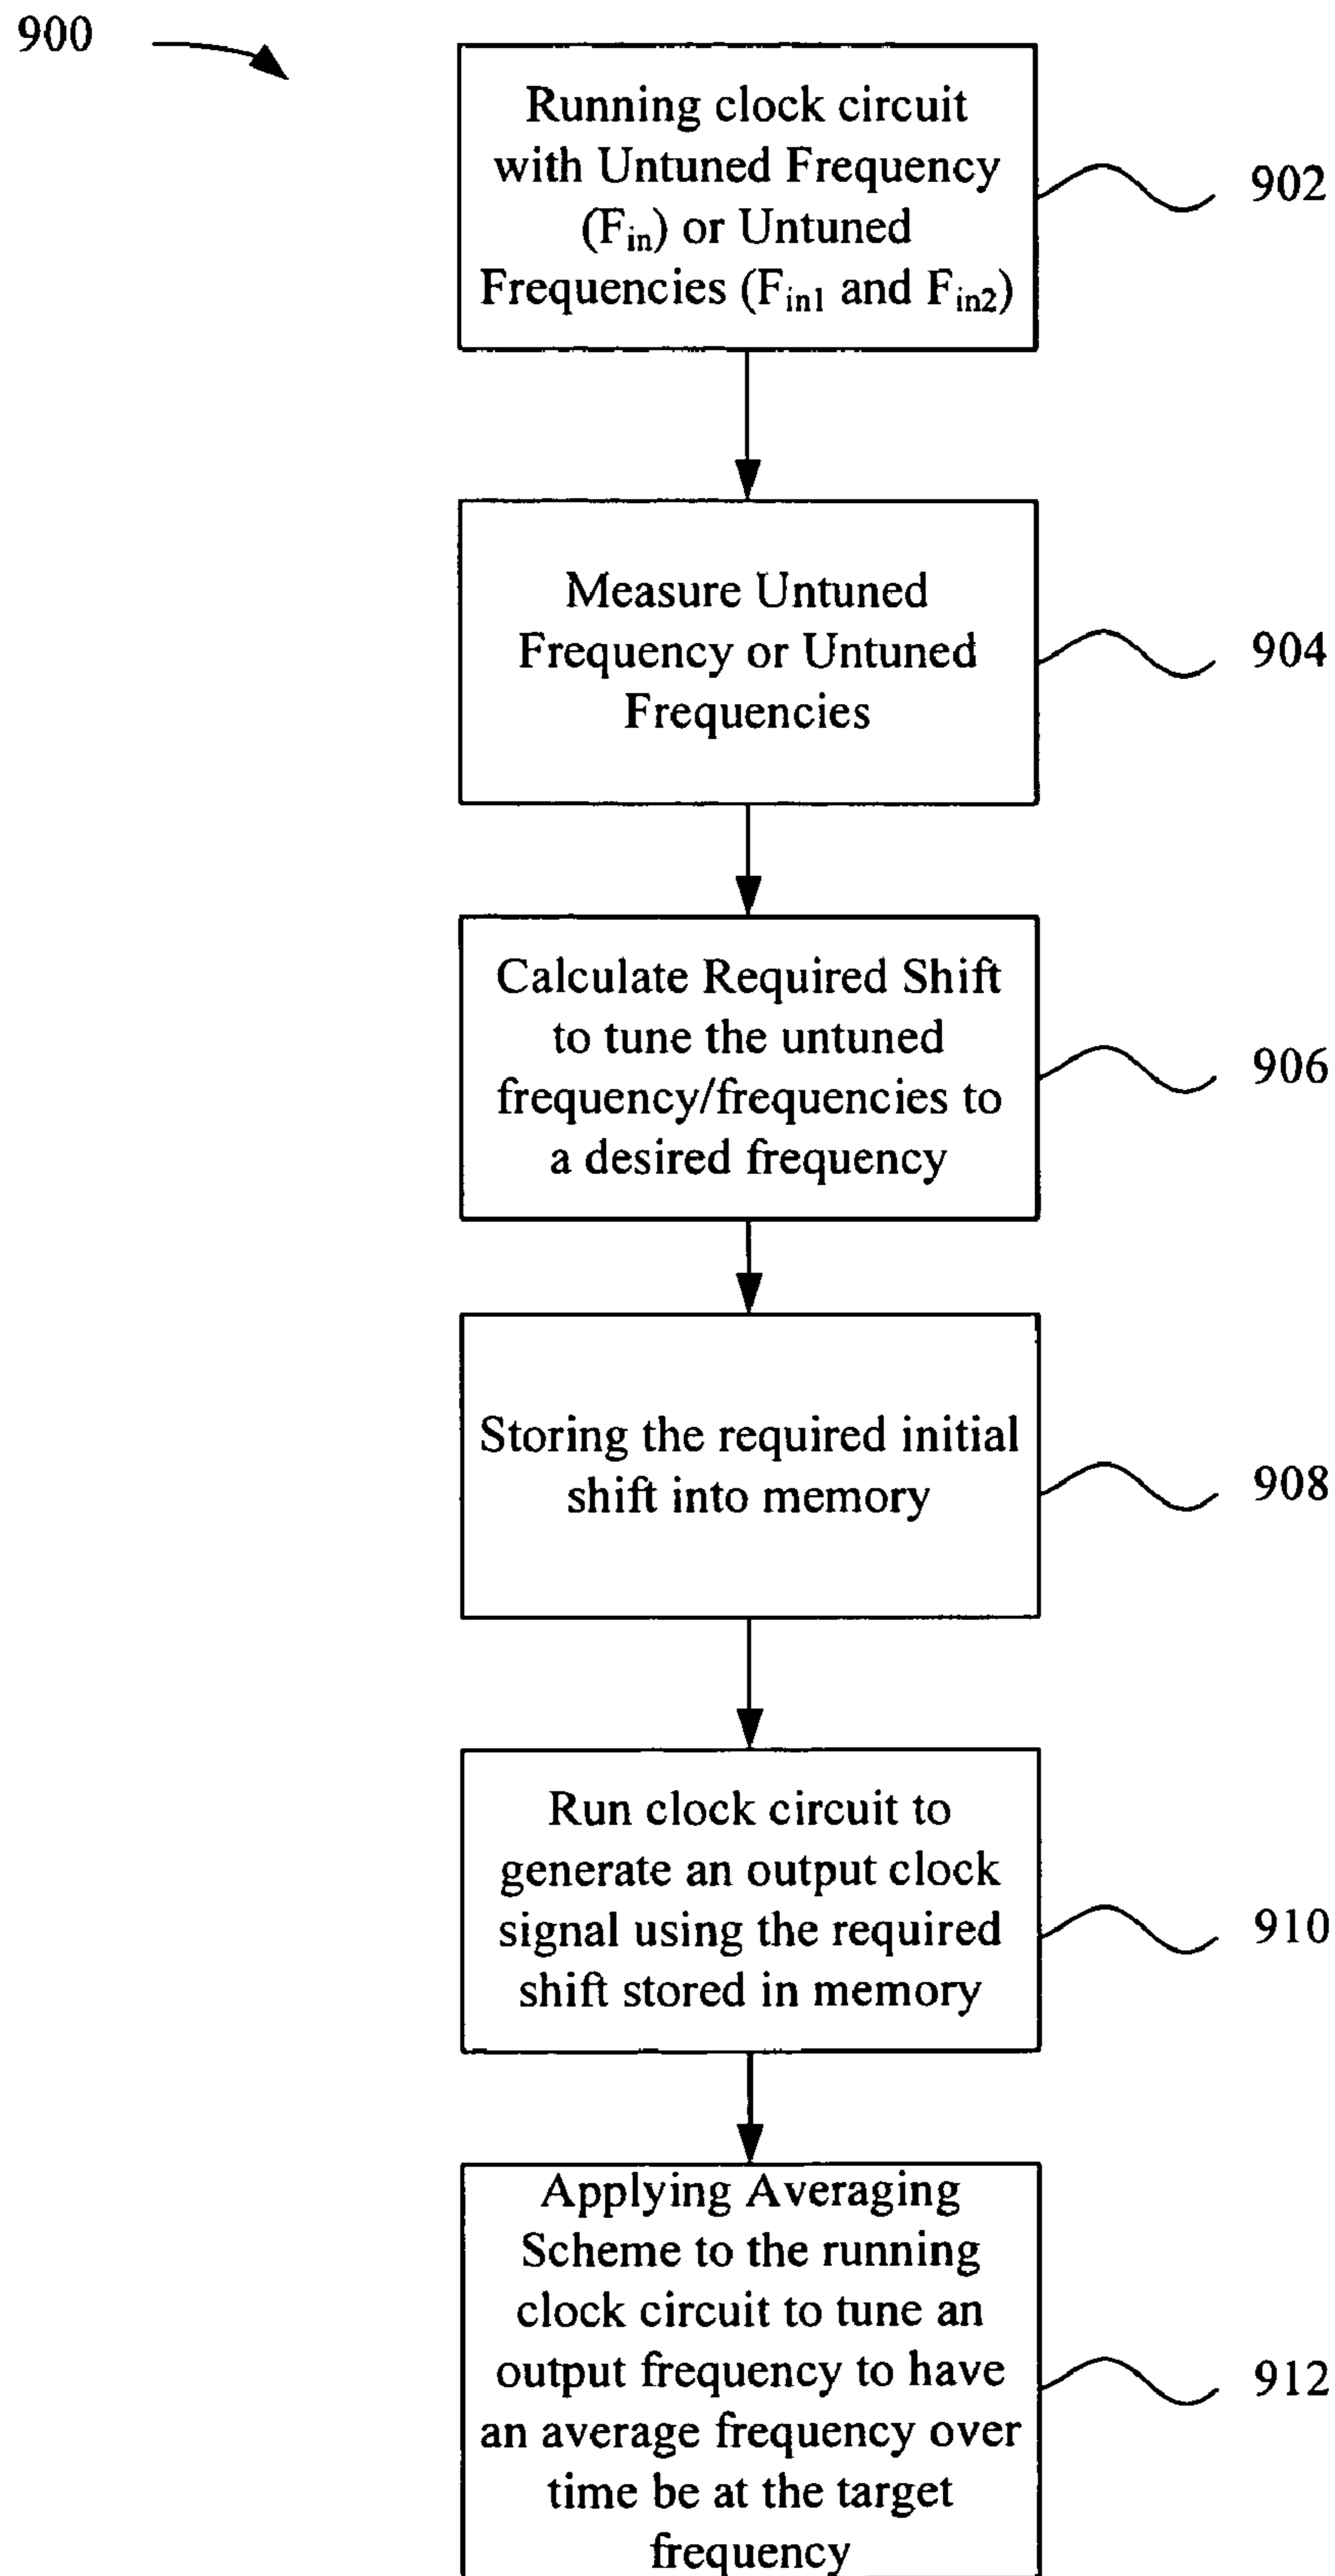 900
Running clock circuit
with Untuned Frequency
(Fin) or Untuned
Frequencies (Fin1 and Fin2)
902
Measure Untuned
Frequency or Untuned
Frequencies
904
Calculate Required Shift
to tune the untuned
frequency/frequencies to
a desired frequency
906
Storing the required initial
shift into memory
908
Run clock circuit to
generate an output clock
signal using the required
shift stored in memory
910
Applying Averaging
Scheme to the running
clock circuit to tune an
output frequency to have
an average frequency over
time be at the target
frequency
912